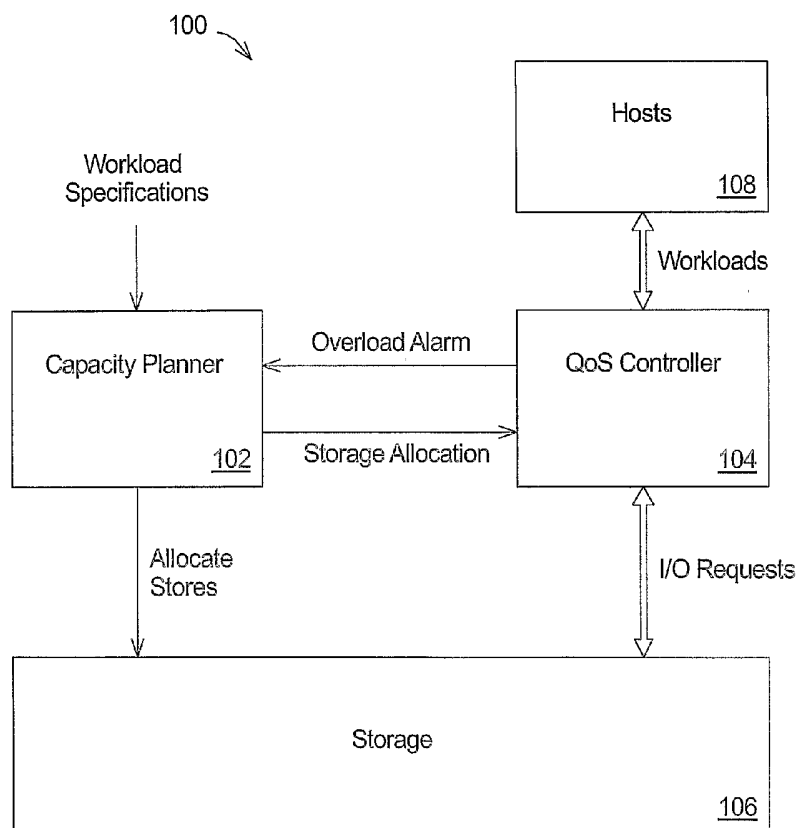 100
Hosts
108
Workload
Specifications
Workloads
Capacity Planner
102
Overload Alarm
Storage Allocation
QoS Controller
104
Allocate
Stores
I/O Requests
Storage
106